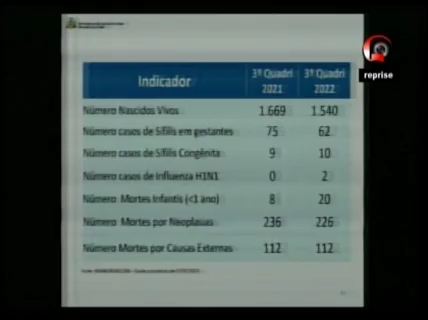 reprise
Indicador 3º Quadri 2021 3º Quadri 2022
Número Nascidos Vivos 1.669 1.540
Número casos de Sífilis em gestantes 75 62
Número casos de Sífilis Congênita 9 10
Número casos de Influenza H1N1 0 2
Número Mortes Infantis (<1 ano) 8 20
Número Mortes por Neoplasias 236 226
Número Mortes por Causas Externas 112 112